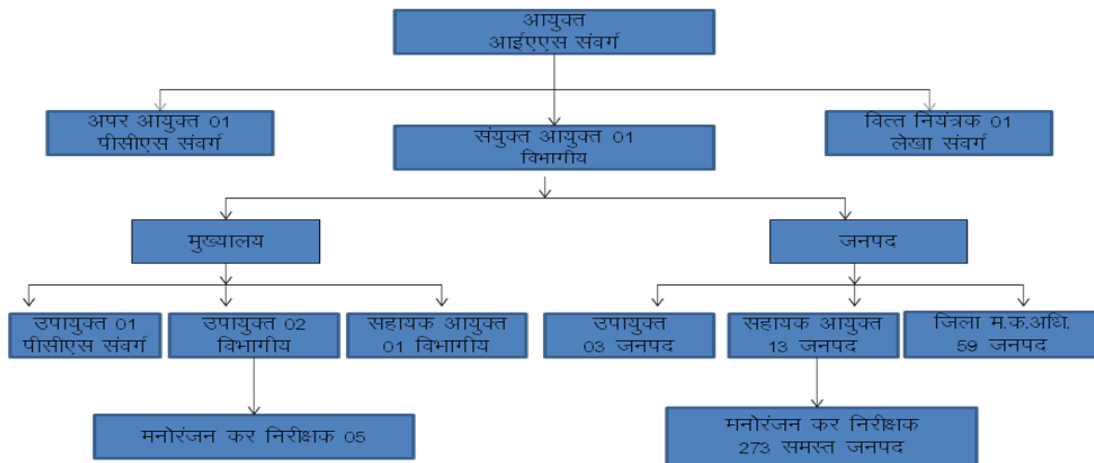 आयुक्त
आईएएस संवर्ग
अपर आयुक्त 01
पीसीएस संवर्ग
संयुक्त आयुक्त 01
विभागीय
वित्त नियंत्रक 01
लेखा संवर्ग
मुख्यालय
जनपद
उपायुक्त 01
पीसीएस संवर्ग
उपायुक्त 02
विभागीय
सहायक आयुक्त
01 विभागीय
उपायुक्त
03 जनपद
सहायक आयुक्त
13 जनपद
जिला म.क.अधि.
59 जनपद
मनोरंजन कर निरीक्षक 05
मनोरंजन कर निरीक्षक
273 समस्त जनपद